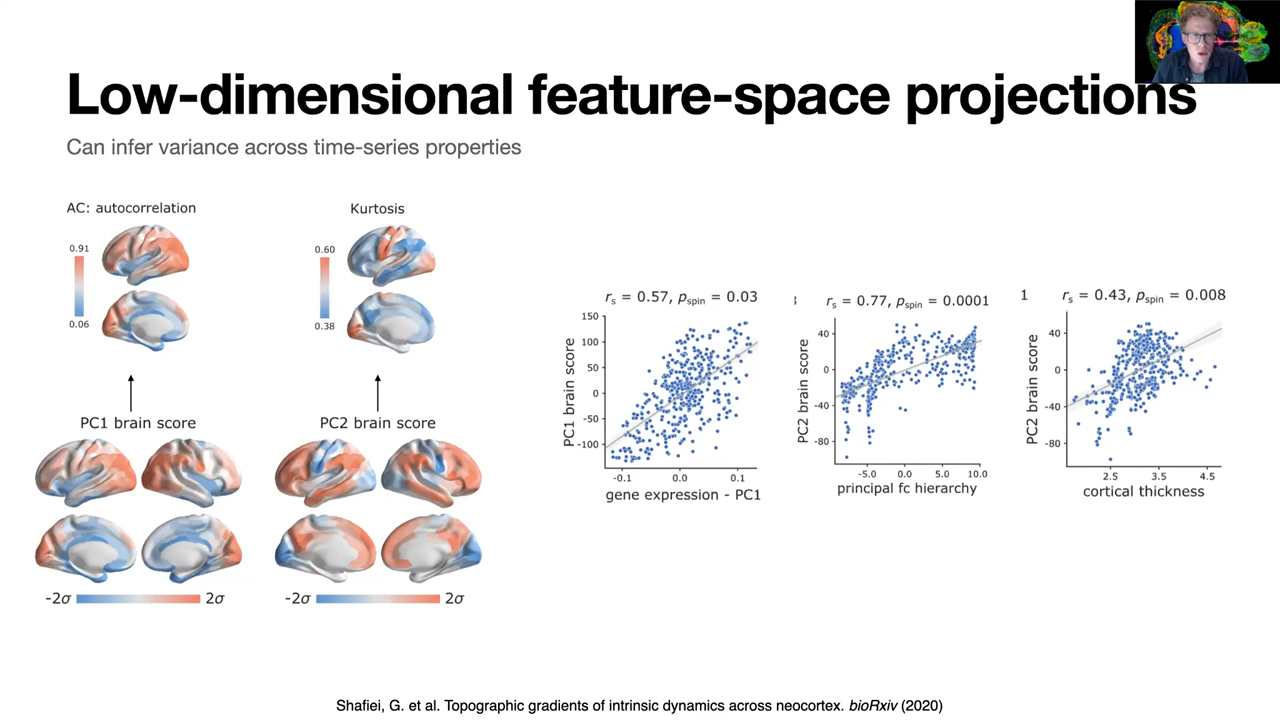 Low-dimensional feature-space projections
Can infer variance across time-series properties
AC: autocorrelation
0.91
0.06
Kurtosis
0.60
0.38
PC1 brain score
-2σ
2σ
PC2 brain score
-2σ
2σ
rs = 0.57, pspin = 0.03
PC1 brain score
150
100
50
0
-50
-100
-0.1
0.0
0.1
gene expression - PC1
rs = 0.77, pspin = 0.0001
PC2 brain score
40
0
-40
-80
-5.0
0.0
5.0
10.0
principal fc hierarchy
1
rs = 0.43, pspin = 0.008
PC2 brain score
40
0
-40
-80
2.5
3.5
4.5
cortical thickness
Shafiei, G. et al. Topographic gradients of intrinsic dynamics across neocortex. bioRxiv (2020)